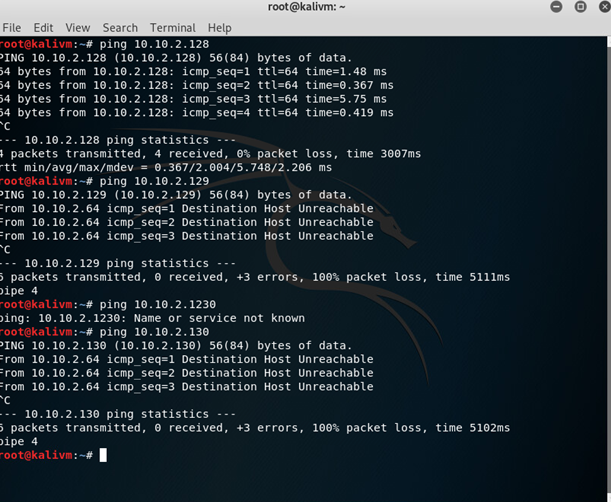 root@kalivm: ~
File Edit View Search Terminal Help
root@kalivm:~# ping 10.10.2.128
PING 10.10.2.128 (10.10.2.128) 56(84) bytes of data.
64 bytes from 10.10.2.128: icmp_seq=1 ttl=64 time=1.48 ms
64 bytes from 10.10.2.128: icmp_seq=2 ttl=64 time=0.367 ms
64 bytes from 10.10.2.128: icmp_seq=3 ttl=64 time=5.75 ms
64 bytes from 10.10.2.128: icmp_seq=4 ttl=64 time=0.419 ms
^C
--- 10.10.2.128 ping statistics ---
4 packets transmitted, 4 received, 0% packet loss, time 3007ms
rtt min/avg/max/mdev = 0.367/2.004/5.748/2.206 ms
root@kalivm:~# ping 10.10.2.129
PING 10.10.2.129 (10.10.2.129) 56(84) bytes of data.
From 10.10.2.64 icmp_seq=1 Destination Host Unreachable
From 10.10.2.64 icmp_seq=2 Destination Host Unreachable
From 10.10.2.64 icmp_seq=3 Destination Host Unreachable
^C
--- 10.10.2.129 ping statistics ---
6 packets transmitted, 0 received, +3 errors, 100% packet loss, time 5111ms
pipe 4
root@kalivm:~# ping 10.10.2.1230
ping: 10.10.2.1230: Name or service not known
root@kalivm:~# ping 10.10.2.130
PING 10.10.2.130 (10.10.2.130) 56(84) bytes of data.
From 10.10.2.64 icmp_seq=1 Destination Host Unreachable
From 10.10.2.64 icmp_seq=2 Destination Host Unreachable
From 10.10.2.64 icmp_seq=3 Destination Host Unreachable
^C
--- 10.10.2.130 ping statistics ---
6 packets transmitted, 0 received, +3 errors, 100% packet loss, time 5102ms
pipe 4
root@kalivm:~#